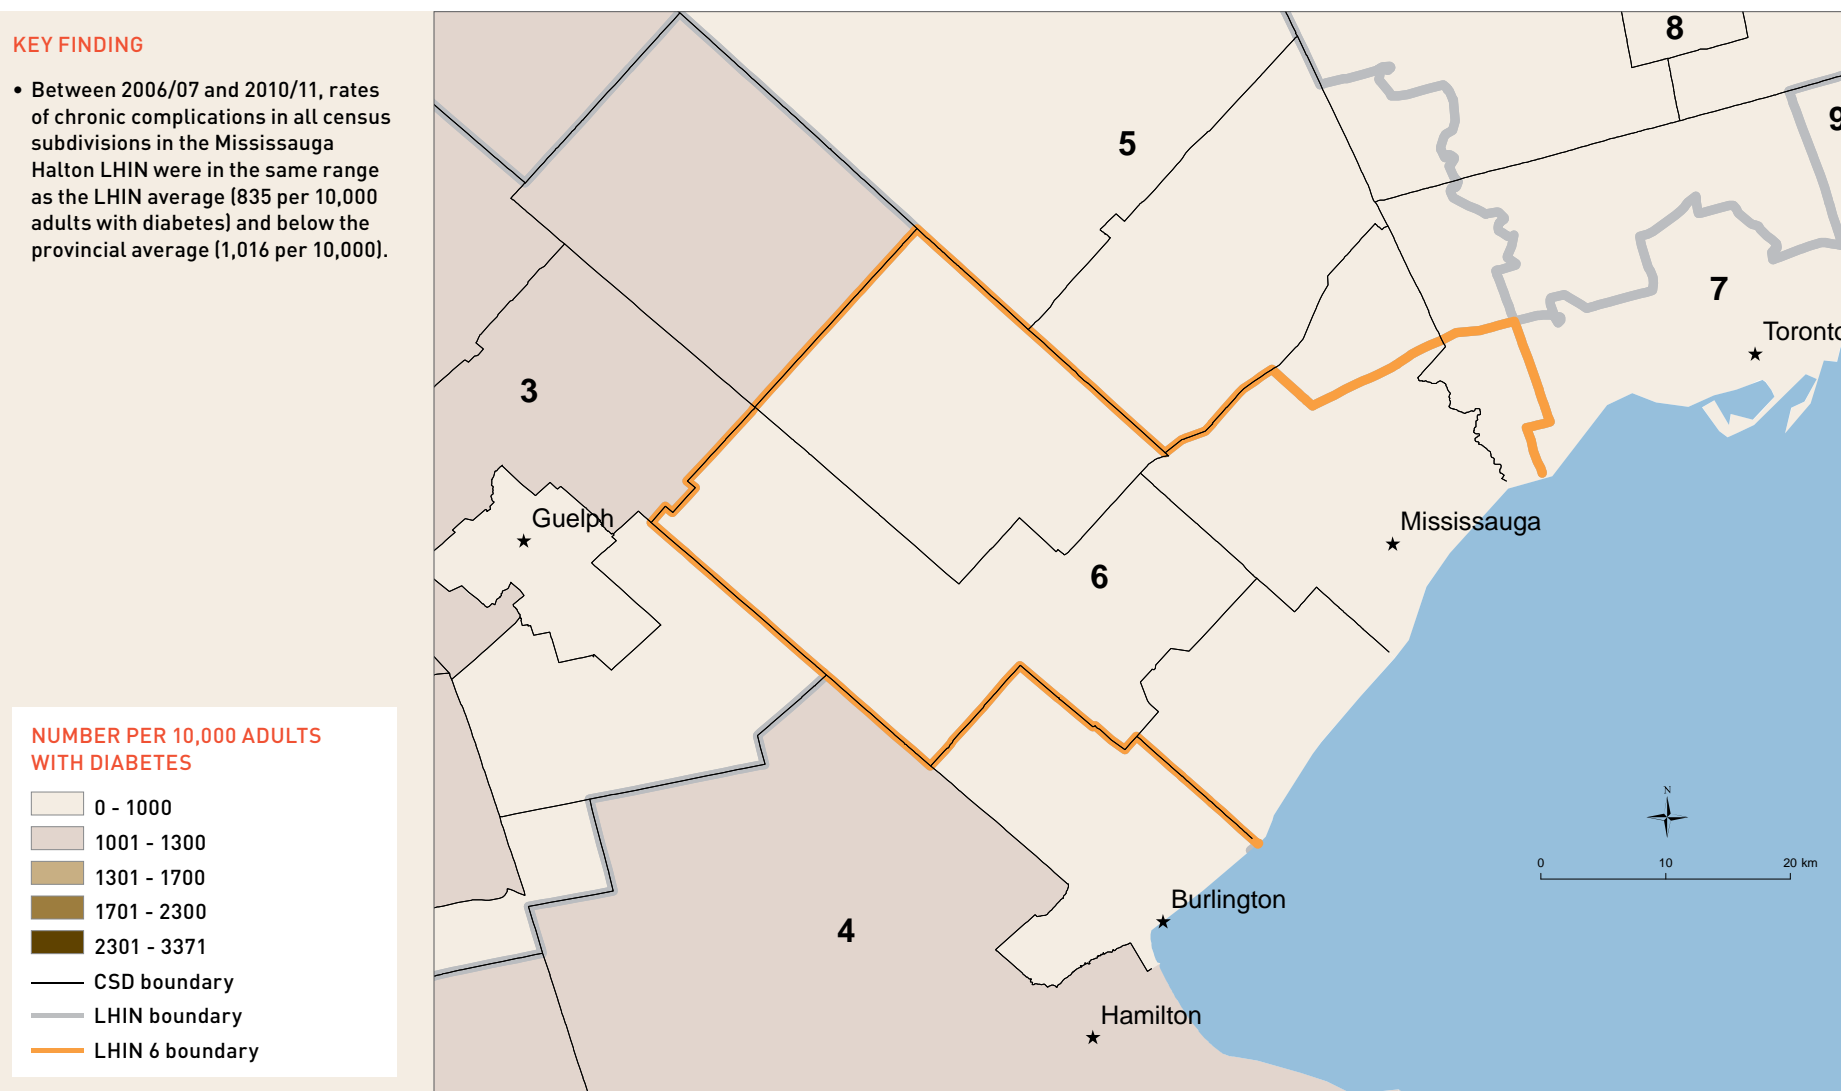 KEY FINDING
• Between 2006/07 and 2010/11, rates
of chronic complications in all census
subdivisions in the Mississauga
Halton LHIN were in the same range
as the LHIN average (835 per 10,000
adults with diabetes) and below the
provincial average (1,016 per 10,000).
NUMBER PER 10,000 ADULTS
WITH DIABETES
0 - 1000
1001 - 1300
1301 - 1700
1701 - 2300
2301 - 3371
CSD boundary
LHIN boundary
LHIN 6 boundary
8
9
5
7
Toronto
3
Guelph
Mississauga
6
N
0 10 20 km
Burlington
4
Hamilton